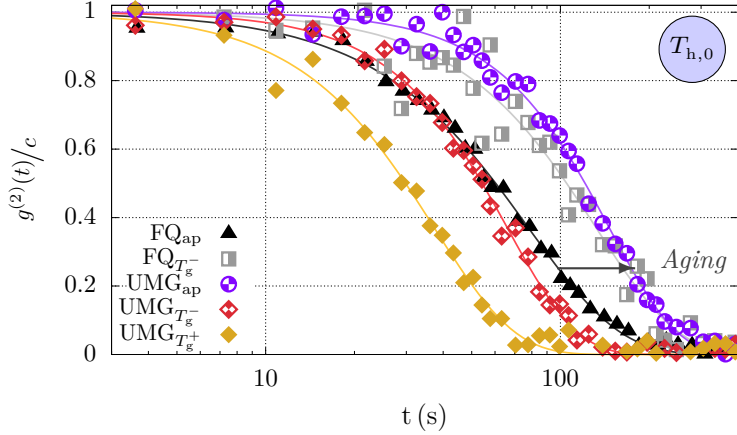 1
0.8
0.6
0.4
0.2
0
g^{(2)}(t)/c
T_{h,0}
FQ_{ap}
FQ_{T_g^-}
UMG_{ap}
UMG_{T_g^-}
UMG_{T_g^+}
Aging
10
100
t (s)